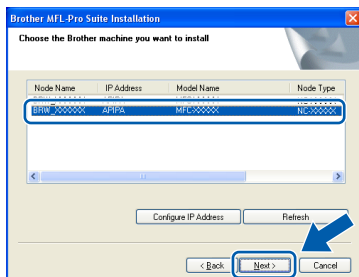 Brother MFL-Pro Suite Installation
Choose the Brother machine you want to install
Node Name IP Address Model Name Node Type
BRW_XXXXXX APIPA MFC-XXXXX NC-XXXXX
Configure IP Address Refresh
< Back Next > Cancel